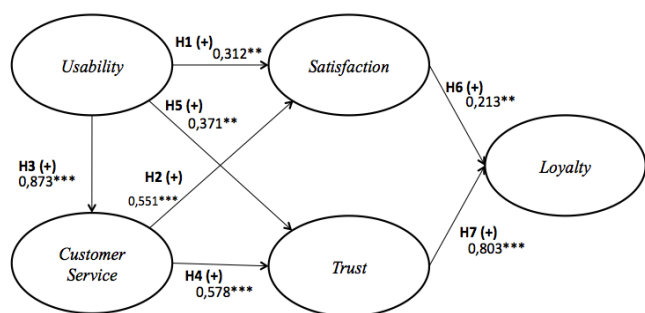 H1 (+)
0,312**
Usability
Satisfaction
H5 (+)
0,371**
H6 (+)
0,213**
H3 (+)
0,873***
H2 (+)
0,551***
Loyalty
Customer
Service
H4 (+)
0,578***
Trust
H7 (+)
0,803***